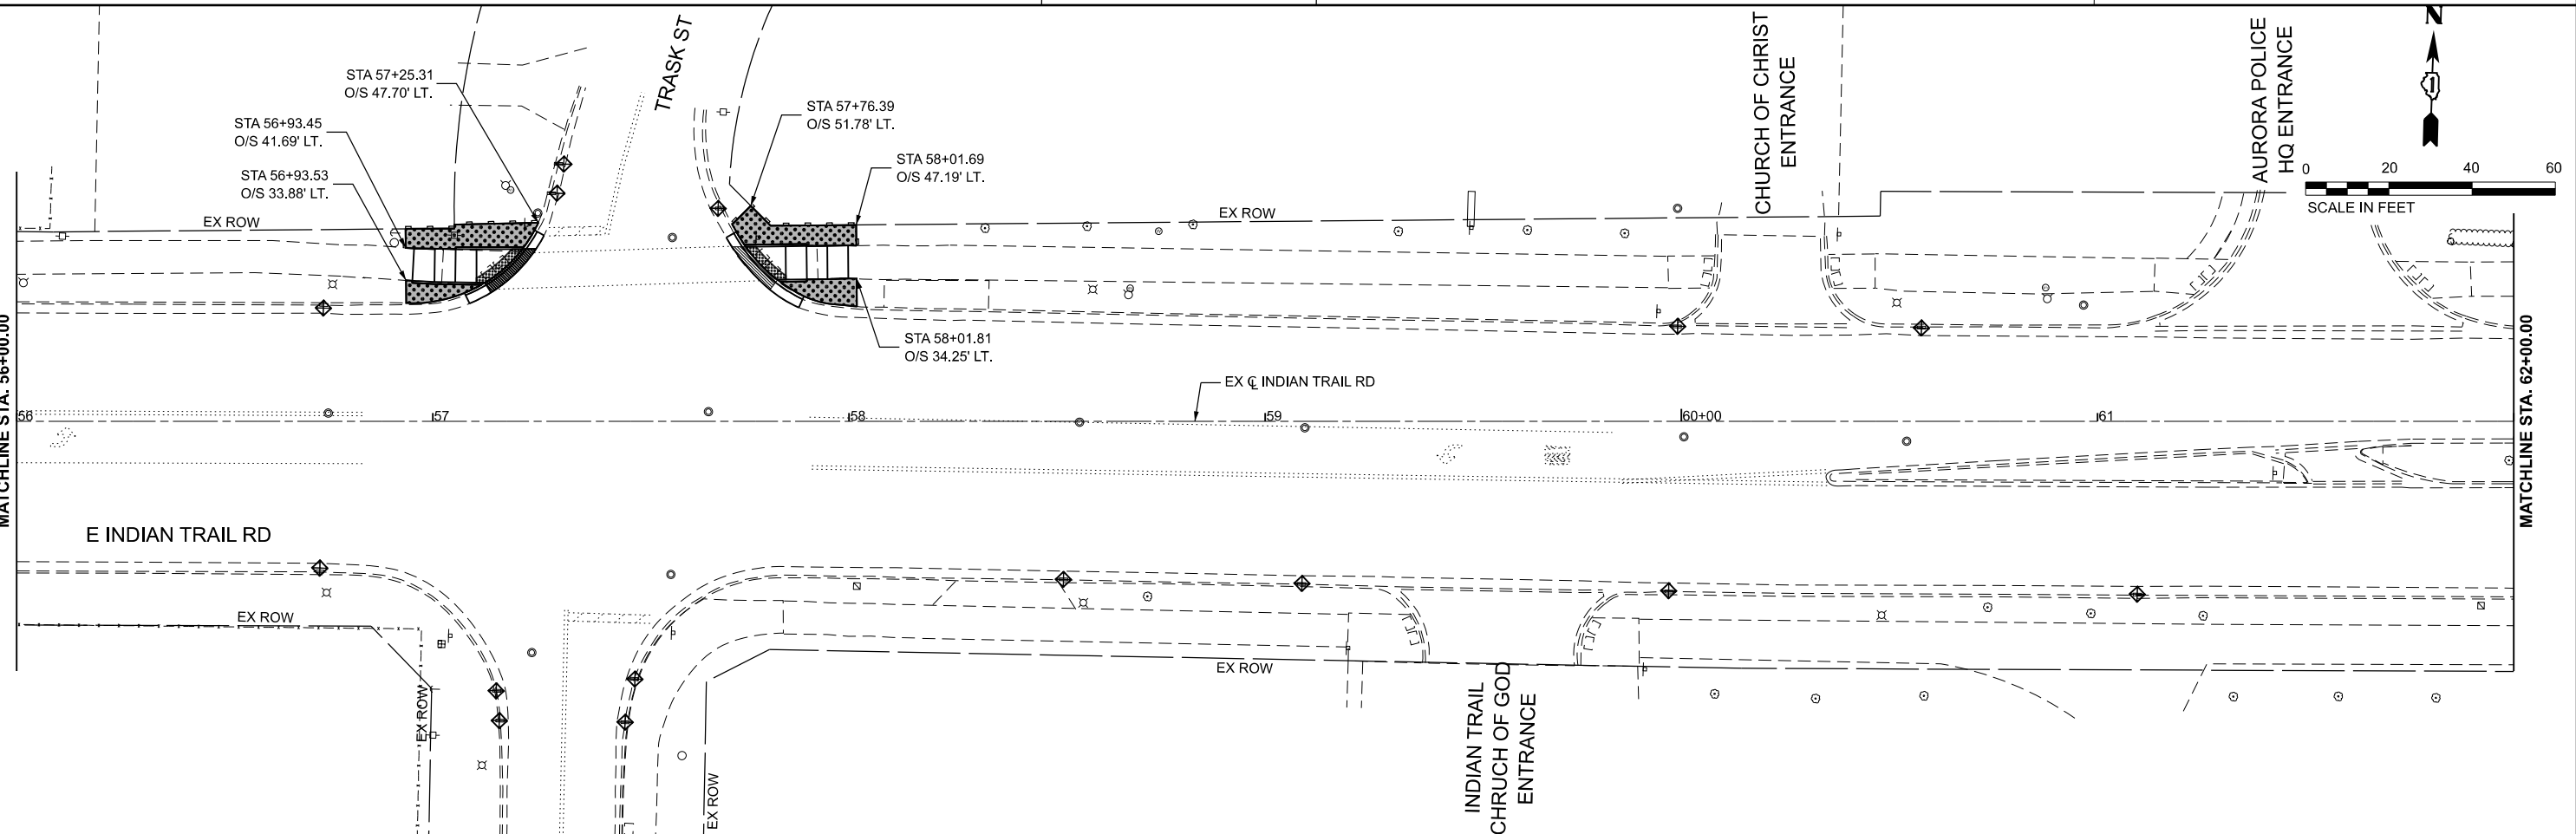 TRASK ST
STA 57+25.31
O/S 47.70' LT.
STA 56+93.45
O/S 41.69' LT.
STA 56+93.53
O/S 33.88' LT.
STA 57+76.39
O/S 51.78' LT.
STA 58+01.69
O/S 47.19' LT.
STA 58+01.81
O/S 34.25' LT.
CHURCH OF CHRIST
ENTRANCE
AURORA POLICE
HQ ENTRANCE
N
1
0 20 40 60
SCALE IN FEET
EX ROW
EX ROW
MATCHLINE STA. 56+00.00
MATCHLINE STA. 62+00.00
EX ℄ INDIAN TRAIL RD
56 57 58 59 60+00 61
E INDIAN TRAIL RD
EX ROW
EX ROW
EX ROW
EX ROW
INDIAN TRAIL
CHRUCH OF GOD
ENTRANCE